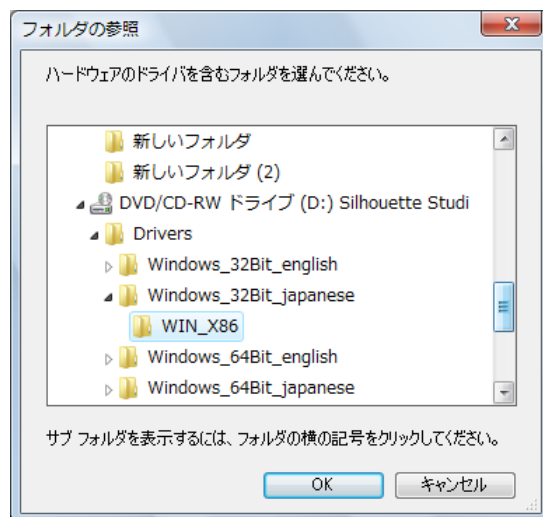 フォルダの参照
ハードウェアのドライバを含むフォルダを選んでください。
新しいフォルダ
新しいフォルダ (2)
DVD/CD-RW ドライブ (D:) Silhouette Studi
Drivers
Windows_32Bit_english
Windows_32Bit_japanese
WIN_X86
Windows_64Bit_english
Windows_64Bit_japanese
サブ フォルダを表示するには、フォルダの横の記号をクリックしてください。
OK
キャンセル